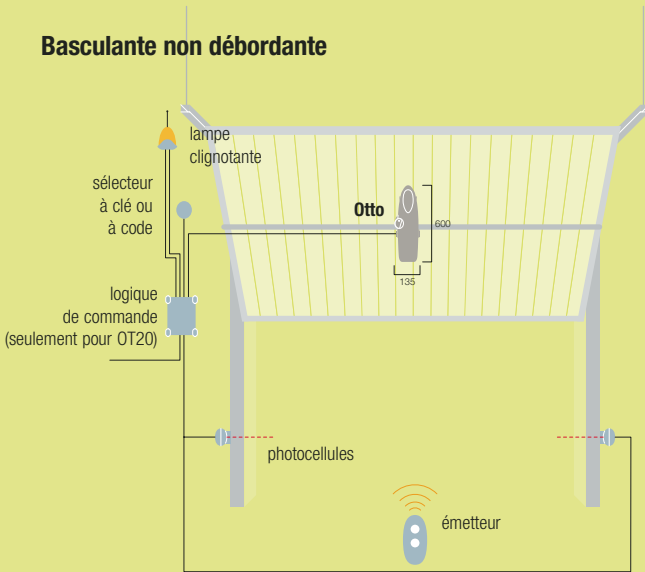 Basculante non débordante
lampe
clignotante
sélecteur
à clé ou
à code
Otto
600
135
logique
de commande
(seulement pour OT20)
photocellules
émetteur